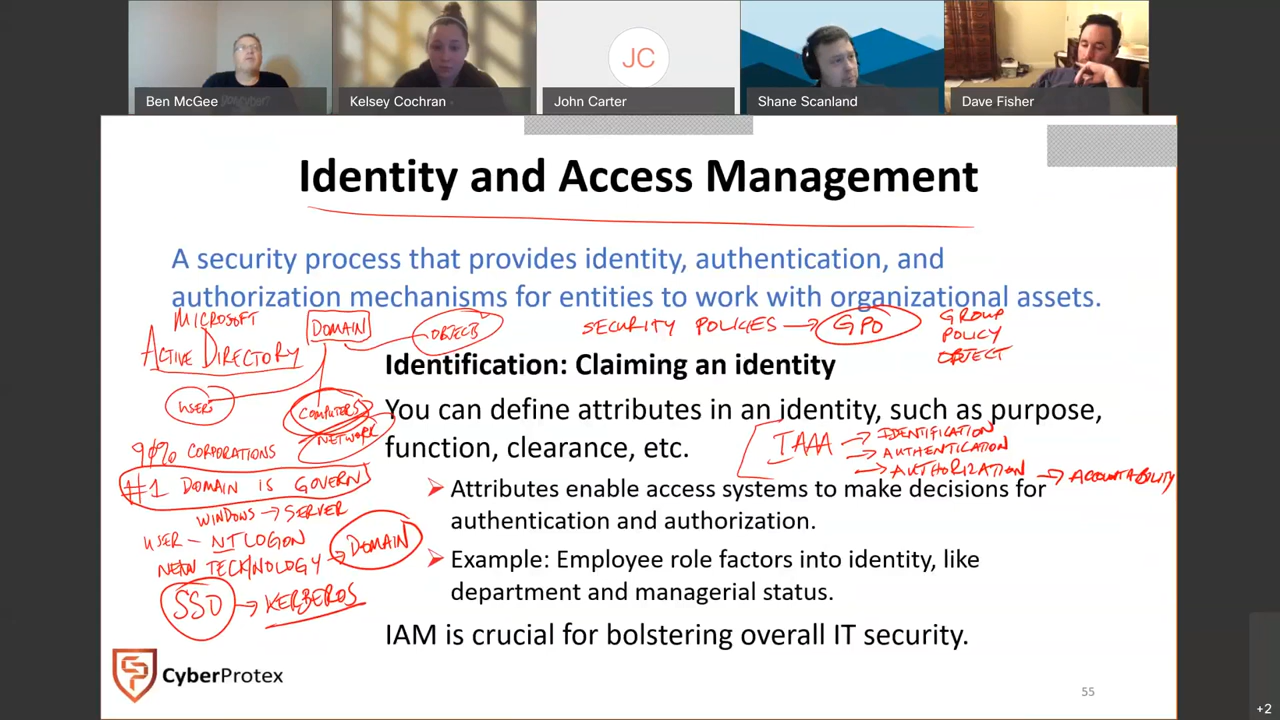 JC
Ben McGee
Kelsey Cochran
John Carter
Shane Scanland
Dave Fisher
Identity and Access Management
A security process that provides identity, authentication, and
authorization mechanisms for entities to work with organizational assets.
MICROSOFT
ACTIVE DIRECTORY
DOMAIN
OBJECTS
SECURITY POLICIES → GPO
GROUP
POLICY
OBJECT
Identification: Claiming an identity
USERS
COMPUTERS
NETWORK
You can define attributes in an identity, such as purpose,
function, clearance, etc.
IAAA → IDENTIFICATION
→ AUTHENTICATION
→ AUTHORIZATION → ACCOUNTABILITY
90% CORPORATIONS
#1 DOMAIN IS GOVERN
WINDOWS → SERVER
USER - NTLOGON
NEW TECKNOLOGY → DOMAIN
SSO → KERBEROS
Attributes enable access systems to make decisions for
authentication and authorization.
Example: Employee role factors into identity, like
department and managerial status.
IAM is crucial for bolstering overall IT security.
CyberProtex
55
+2